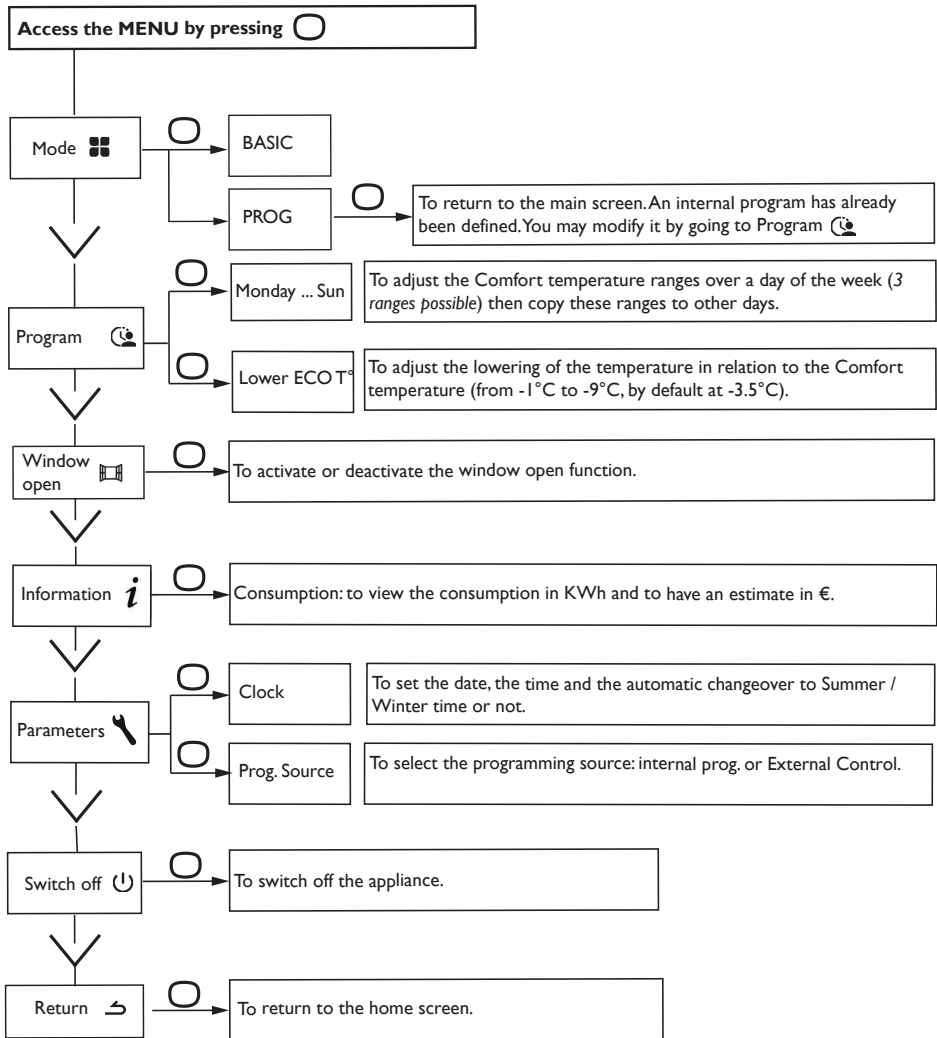 Access the MENU by pressing
Mode
BASIC
PROG
To return to the main screen. An internal program has already
been defined. You may modify it by going to Program
Program
Monday ... Sun
To adjust the Comfort temperature ranges over a day of the week (3
ranges possible) then copy these ranges to other days.
Lower ECO T°
To adjust the lowering of the temperature in relation to the Comfort
temperature (from -1°C to -9°C, by default at -3.5°C).
Window
open
To activate or deactivate the window open function.
Information i
Consumption: to view the consumption in KWh and to have an estimate in €.
Parameters
Clock
To set the date, the time and the automatic changeover to Summer /
Winter time or not.
Prog. Source
To select the programming source: internal prog. or External Control.
Switch off
To switch off the appliance.
Return
To return to the home screen.